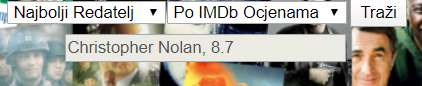 Najbolji Redatelj Po IMDb Ocjenama Traži
Christopher Nolan, 8.7